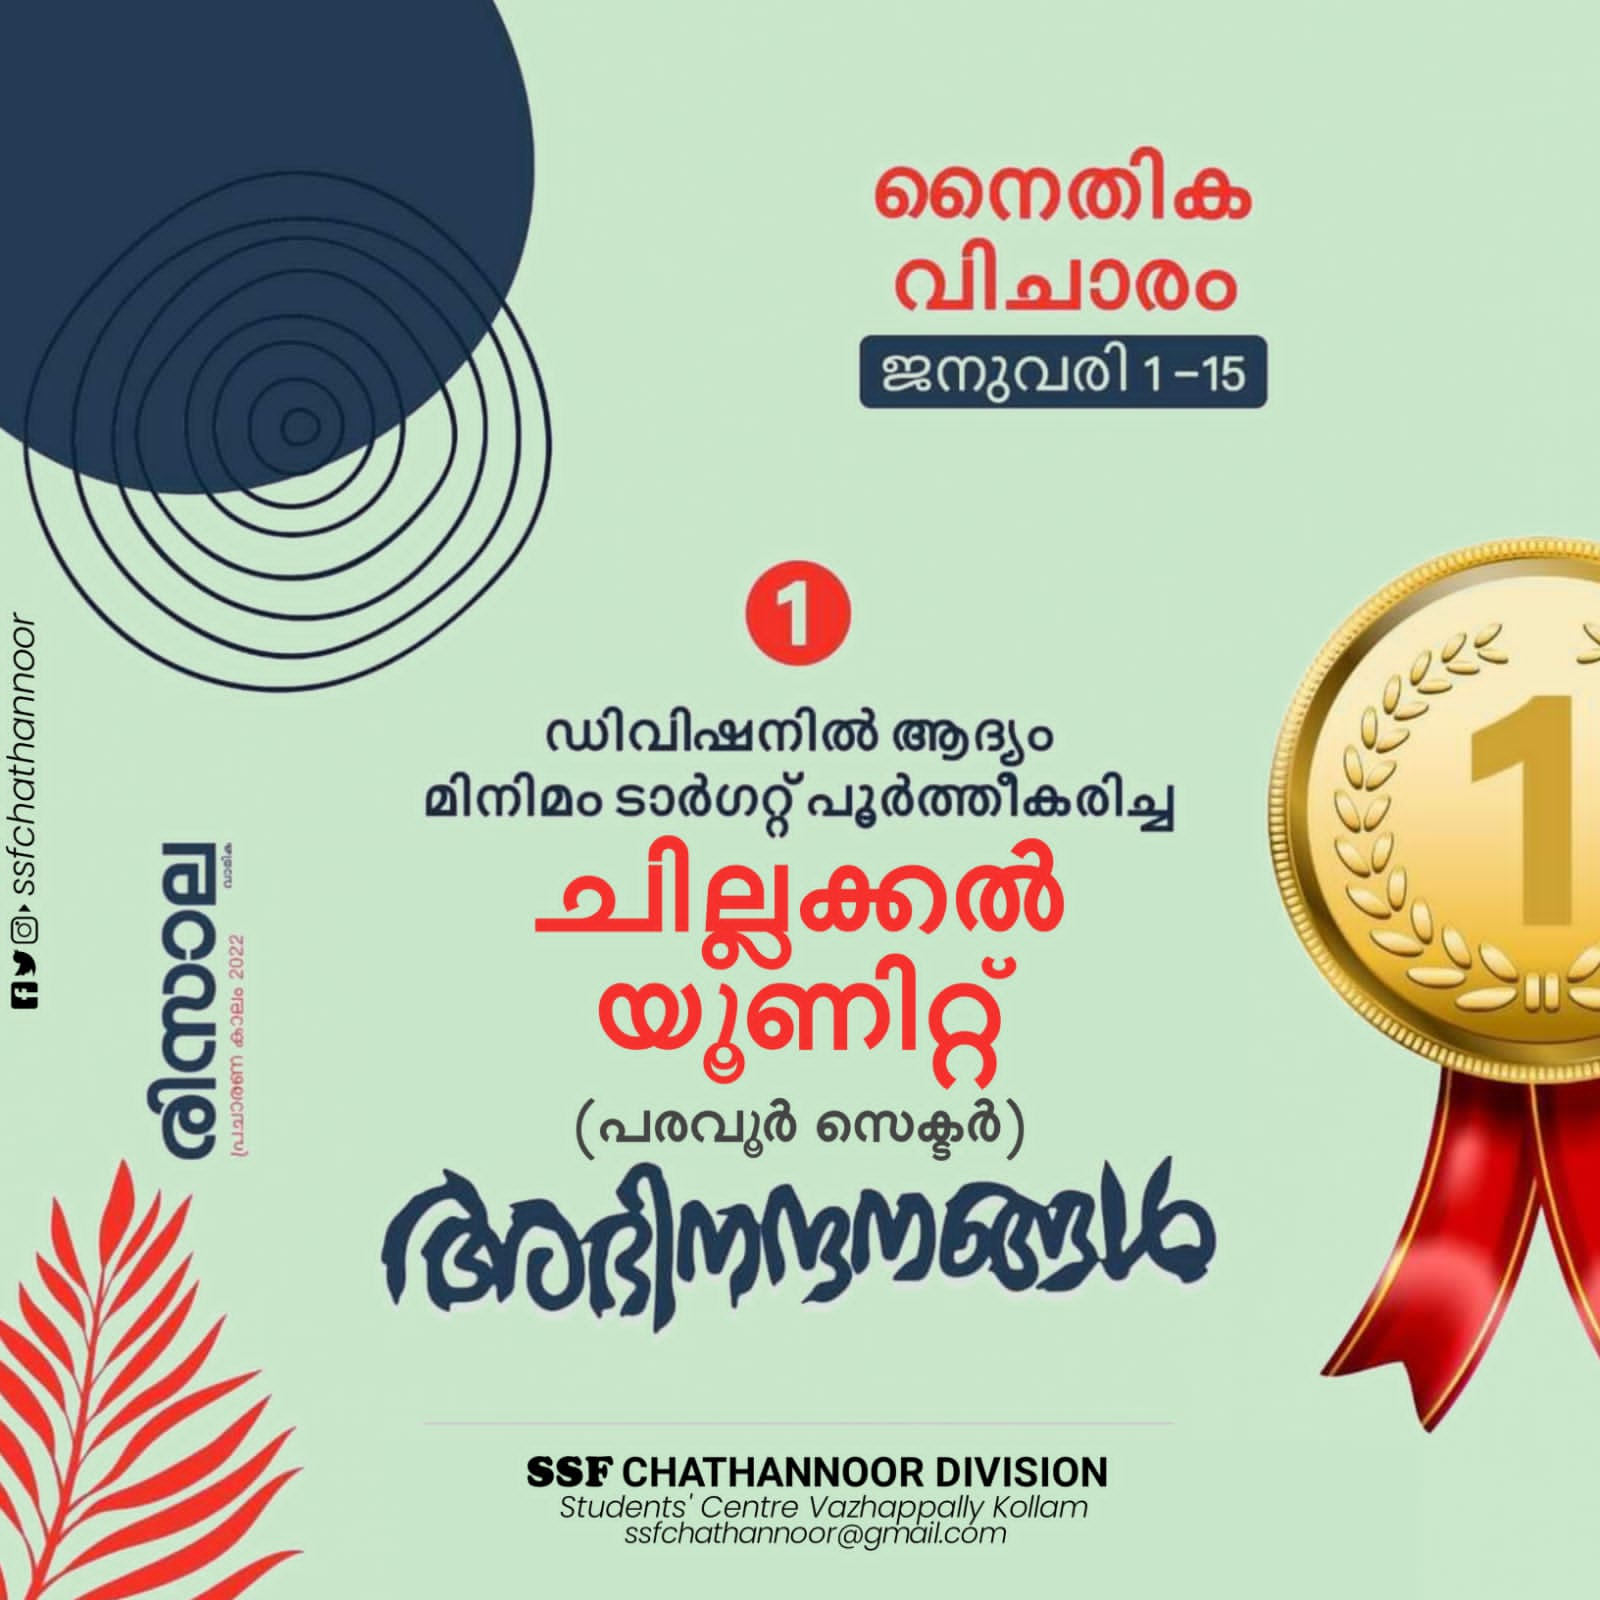 നൈതിക
വിചാരം
ജനുവരി 1 -15
1
ഡിവിഷനിൽ ആദ്യം
മിനിമം ടാർഗറ്റ് പൂർത്തീകരിച്ച
ചില്ലക്കൽ
യൂണിറ്റ്
(പരവൂർ സെക്ടർ)
അഭിനന്ദനങ്ങൾ
1
രിസാല
വാരിക
പ്രചാരണ കാലം 2022
ssfchathannoor
SSF CHATHANNOOR DIVISION
Students' Centre Vazhappally Kollam
ssfchathannoor@gmail.com